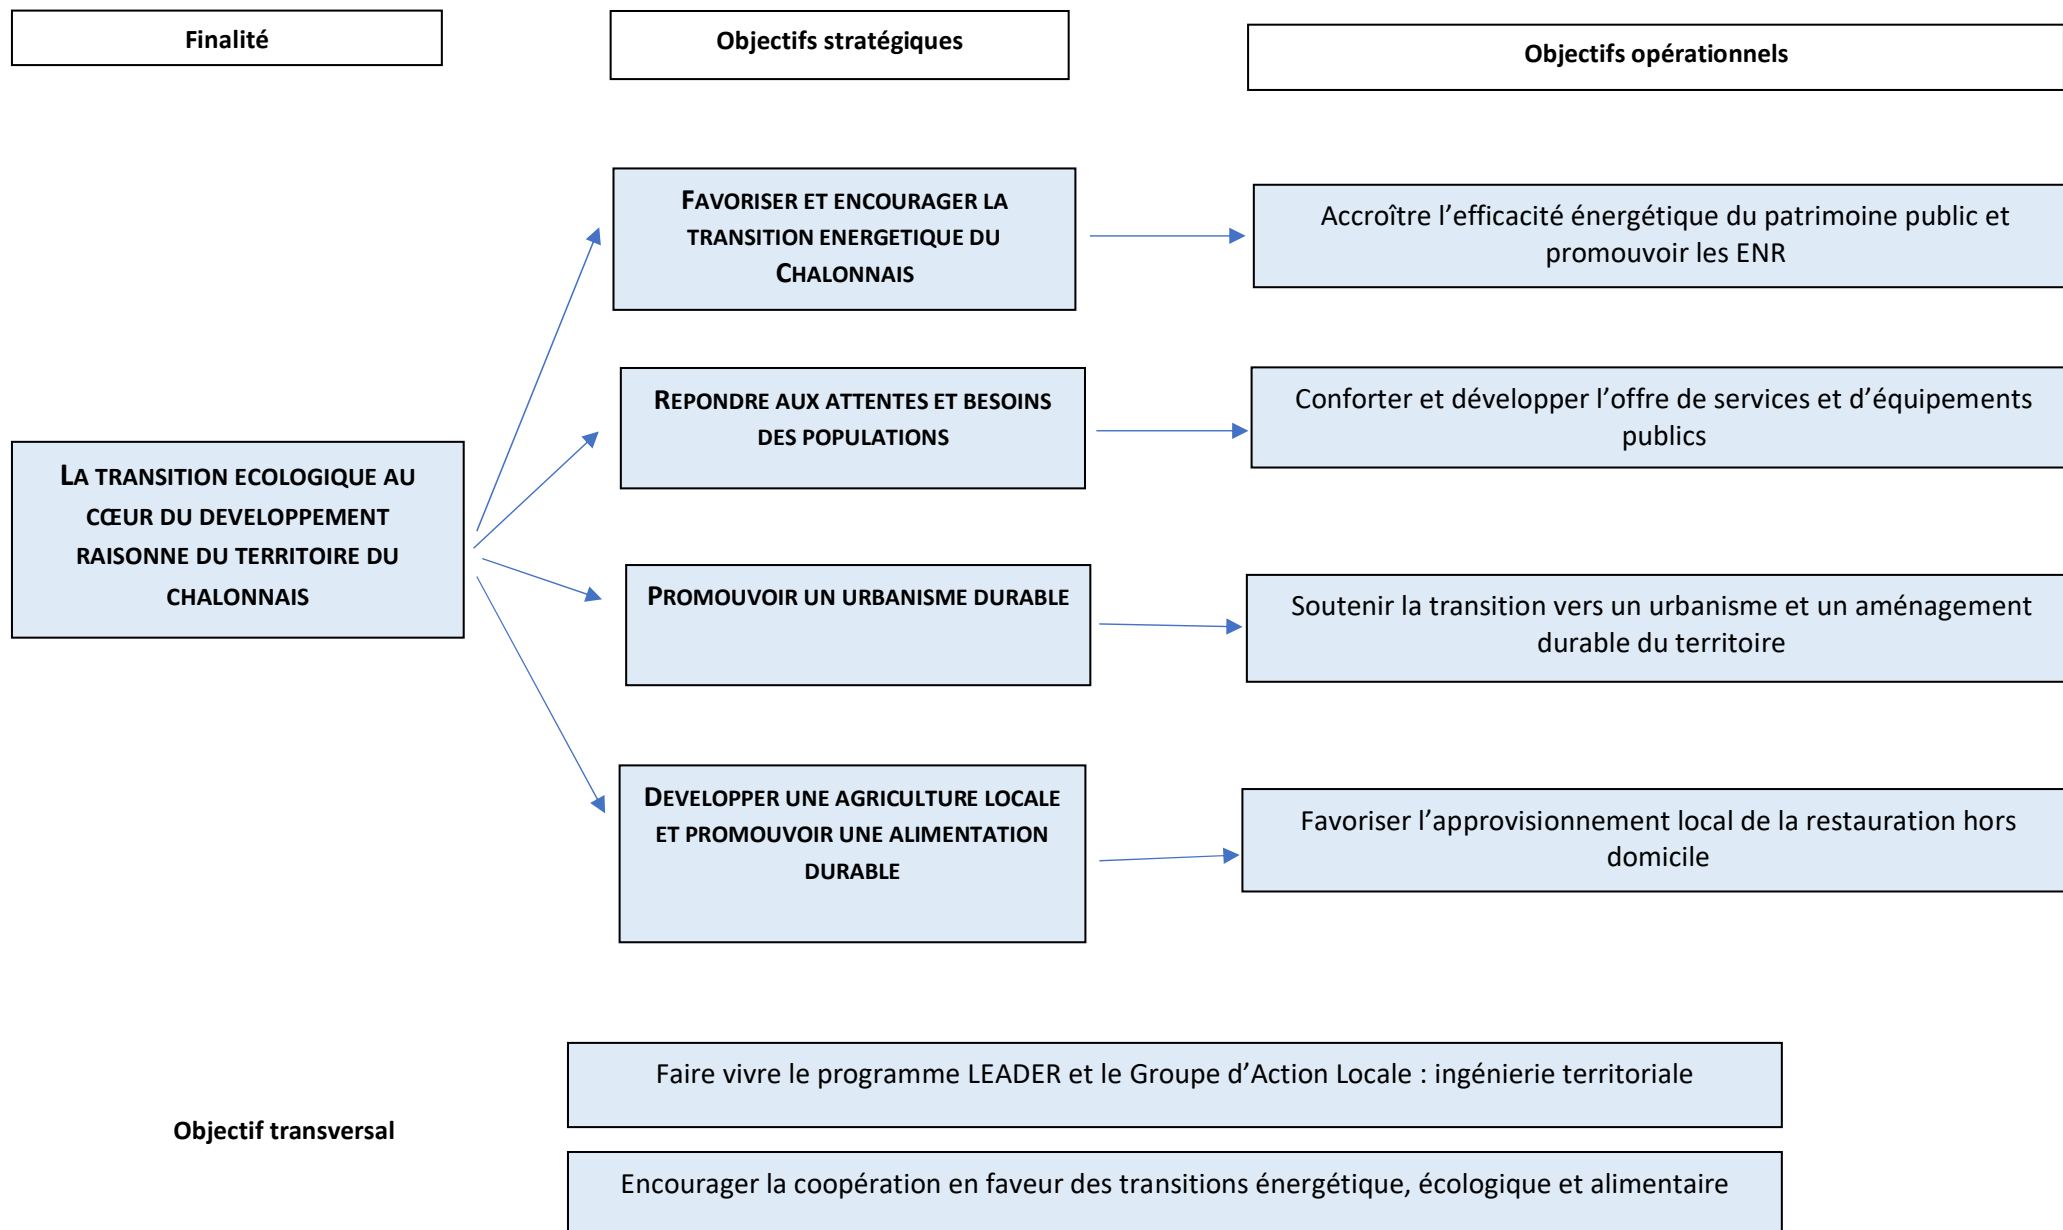 Finalité
Objectifs stratégiques
Objectifs opérationnels
FAVORISER ET ENCOURAGER LA
TRANSITION ENERGETIQUE DU
CHALONNAIS
Accroître l’efficacité énergétique du patrimoine public et
promouvoir les ENR
REPONDRE AUX ATTENTES ET BESOINS
DES POPULATIONS
Conforter et développer l’offre de services et d’équipements
publics
LA TRANSITION ECOLOGIQUE AU
CŒUR DU DEVELOPPEMENT
RAISONNE DU TERRITOIRE DU
CHALONNAIS
PROMOUVOIR UN URBANISME DURABLE
Soutenir la transition vers un urbanisme et un aménagement
durable du territoire
DEVELOPPER UNE AGRICULTURE LOCALE
ET PROMOUVOIR UNE ALIMENTATION
DURABLE
Favoriser l’approvisionnement local de la restauration hors
domicile
Objectif transversal
Faire vivre le programme LEADER et le Groupe d’Action Locale : ingénierie territoriale
Encourager la coopération en faveur des transitions énergétique, écologique et alimentaire